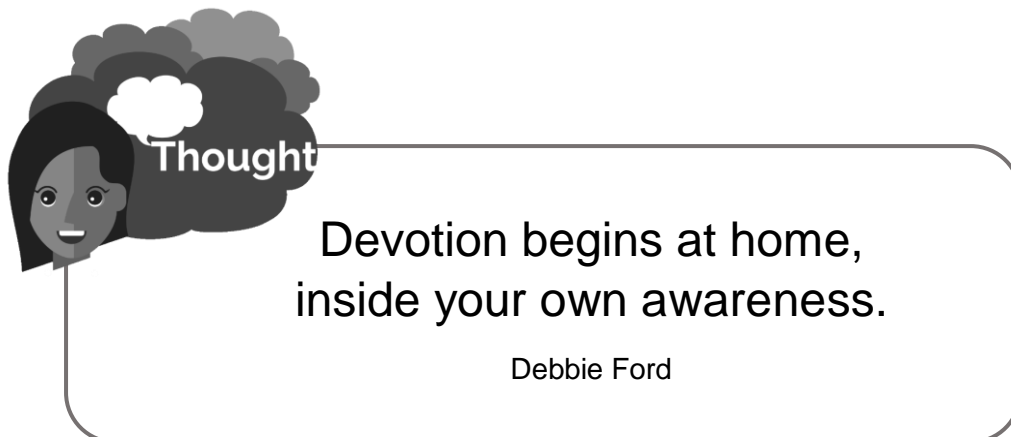 Thought
Devotion begins at home,
inside your own awareness.
Debbie Ford